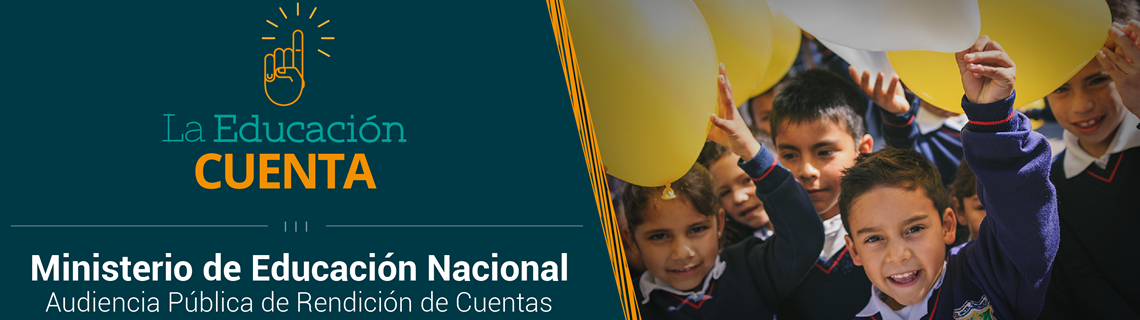 La Educación
CUENTA
Ministerio de Educación Nacional
Audiencia Pública de Rendición de Cuentas